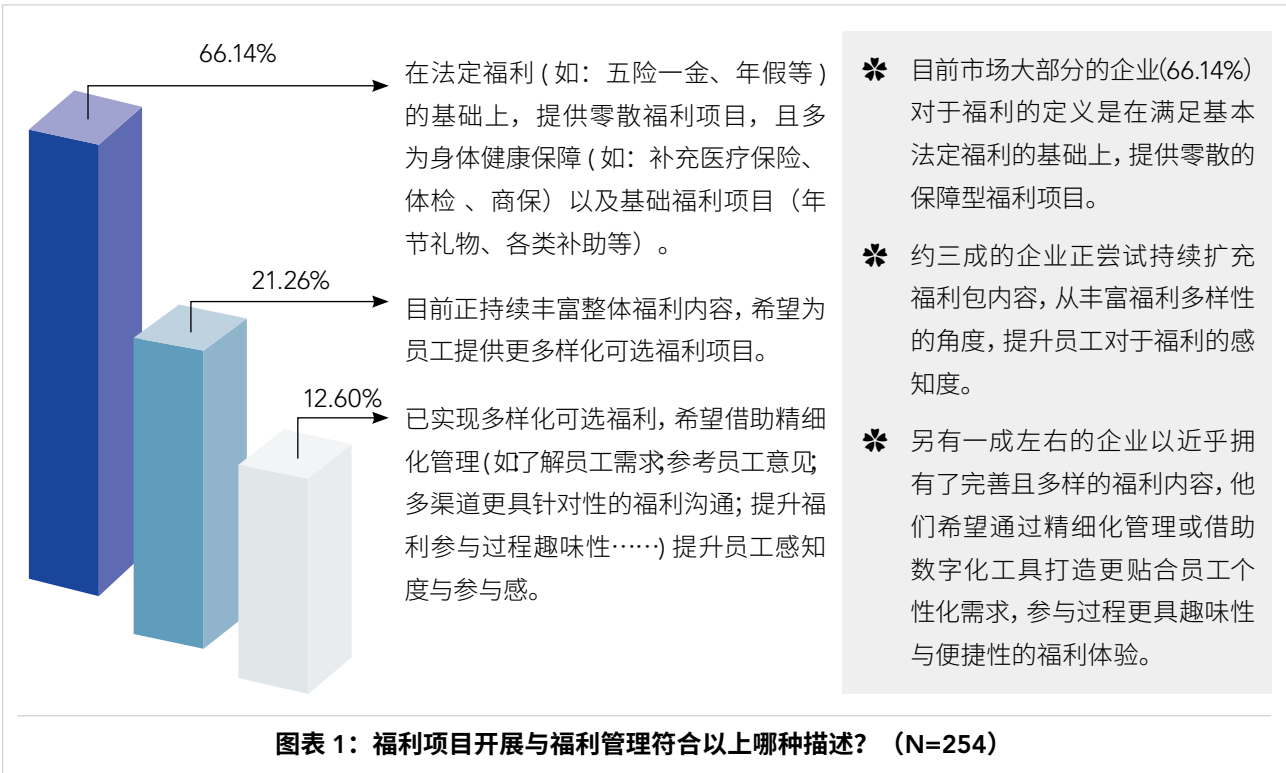 66.14%
在法定福利 ( 如：五险一金、年假等 )
的基础上，提供零散福利项目，且多
为身体健康保障 ( 如：补充医疗保险、
体检 、商保）以及基础福利项目（年
节礼物、各类补助等）。
21.26%
目前正持续丰富整体福利内容，希望为
员工提供更多样化可选福利项目。
12.60%
已实现多样化可选福利，希望借助精细
化管理(如:了解员工需求;参考员工意见;
多渠道更具针对性的福利沟通；提升福
利参与过程趣味性……) 提升员工感知
度与参与感。
目前市场大部分的企业(66.14%)
对于福利的定义是在满足基本
法定福利的基础上，提供零散的
保障型福利项目。
约三成的企业正尝试持续扩充
福利包内容，从丰富福利多样性
的角度，提升员工对于福利的感
知度。
另有一成左右的企业以近乎拥
有了完善且多样的福利内容，他
们希望通过精细化管理或借助
数字化工具打造更贴合员工个
性化需求，参与过程更具趣味性
与便捷性的福利体验。
图表 1：福利项目开展与福利管理符合以上哪种描述？（N=254）